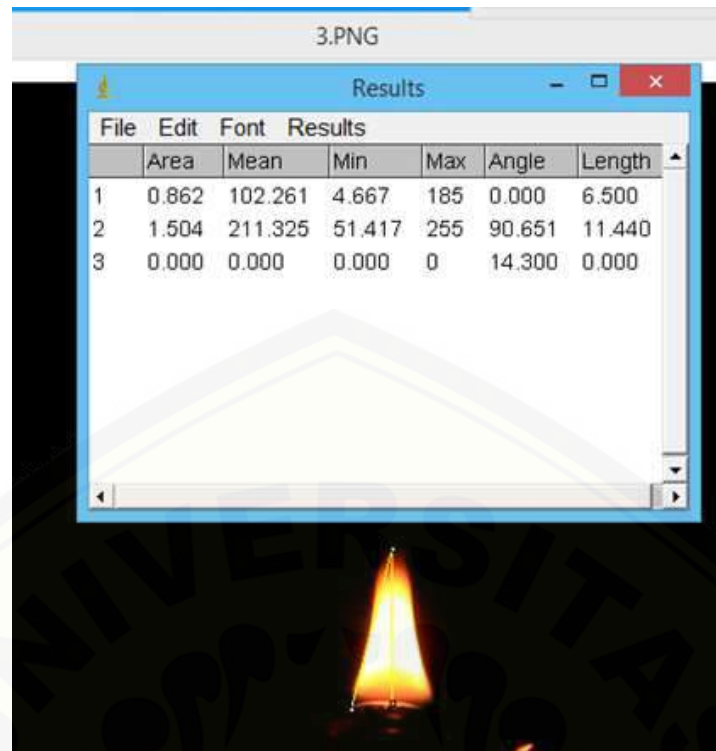 3.PNG
Results
File Edit Font Results
Area Mean Min Max Angle Length
1 0.862 102.261 4.667 185 0.000 6.500
2 1.504 211.325 51.417 255 90.651 11.440
3 0.000 0.000 0.000 0 14.300 0.000
UNIVERSITAS